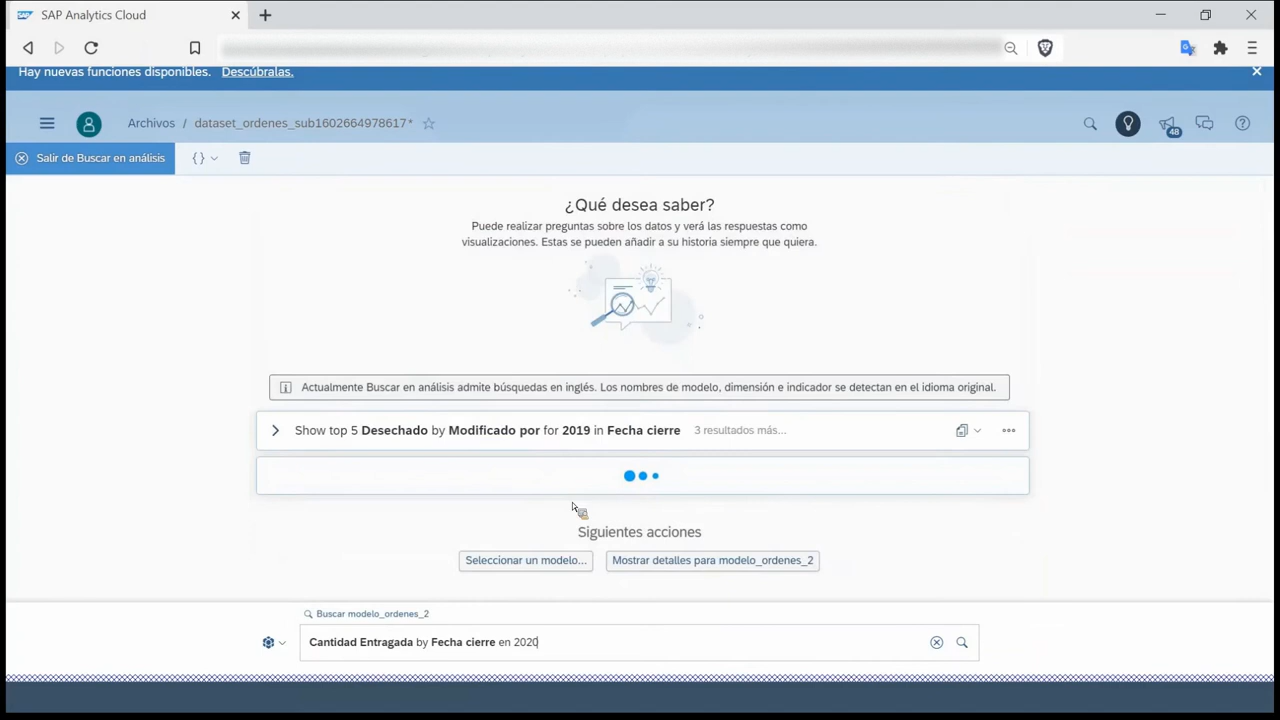 SAP Analytics Cloud
Hay nuevas funciones disponibles. Descúbralas.
Archivos / dataset_ordenes_sub1602664978617* 
48
Salir de Buscar en análisis
{ }
¿Qué desea saber?
Puede realizar preguntas sobre los datos y verá las respuestas como
visualizaciones. Estas se pueden añadir a su historia siempre que quiera.
Actualmente Buscar en análisis admite búsquedas en inglés. Los nombres de modelo, dimensión e indicador se detectan en el idioma original.
Show top 5 Desechado by Modificado por for 2019 in Fecha cierre 3 resultados más...
Siguientes acciones
Seleccionar un modelo... Mostrar detalles para modelo_ordenes_2
Buscar modelo_ordenes_2
Cantidad Entragada by Fecha cierre en 2020